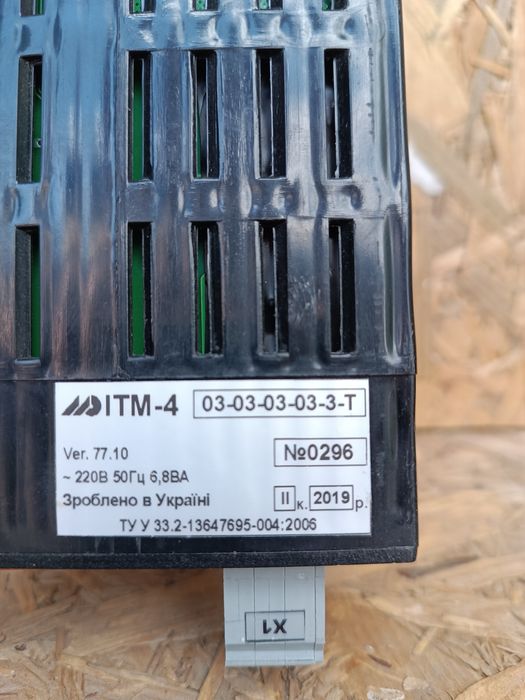 ІТМ-4 03-03-03-03-3-Т
Ver. 77.10 №0296
~ 220В 50Гц 6,8ВА
Зроблено в Україні II к. 2019 р.
ТУ У 33.2-13647695-004:2006
X1